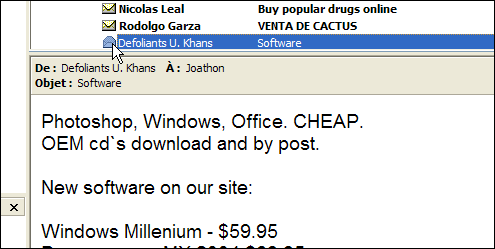 Nicolas Leal Buy popular drugs online
Rodolgo Garza VENTA DE CACTUS
Defoliants U. Khans Software
De : Defoliants U. Khans À : Joathon
Objet : Software
Photoshop, Windows, Office. CHEAP.
OEM cd`s download and by post.
New software on our site:
Windows Millenium - $59.95